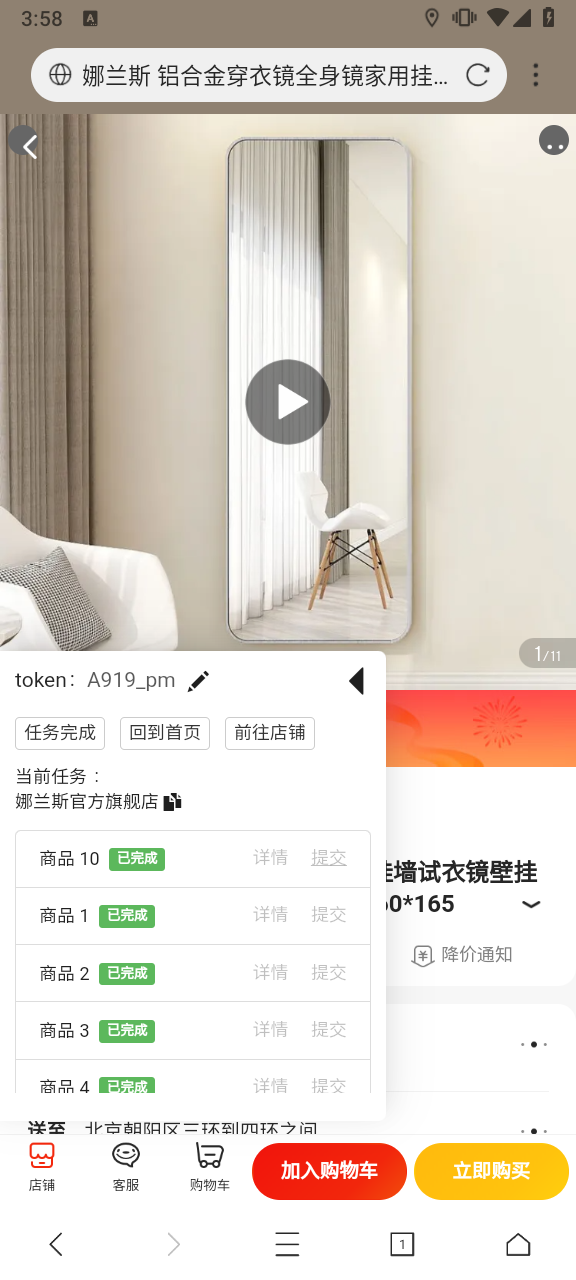 3:58
A
娜兰斯 铝合金穿衣镜全身镜家用挂...
1/11
token： A919_pm
任务完成 回到首页 前往店铺
当前任务：
娜兰斯官方旗舰店
商品 10 已完成 详情 提交
商品 1 已完成 详情 提交
商品 2 已完成 详情 提交
商品 3 已完成 详情 提交
商品 4 已完成 详情 提交
挂墙试衣镜壁挂
60*165
降价通知
送至 北京朝阳区三环到四环之间
店铺 客服 购物车 加入购物车 立即购买
1